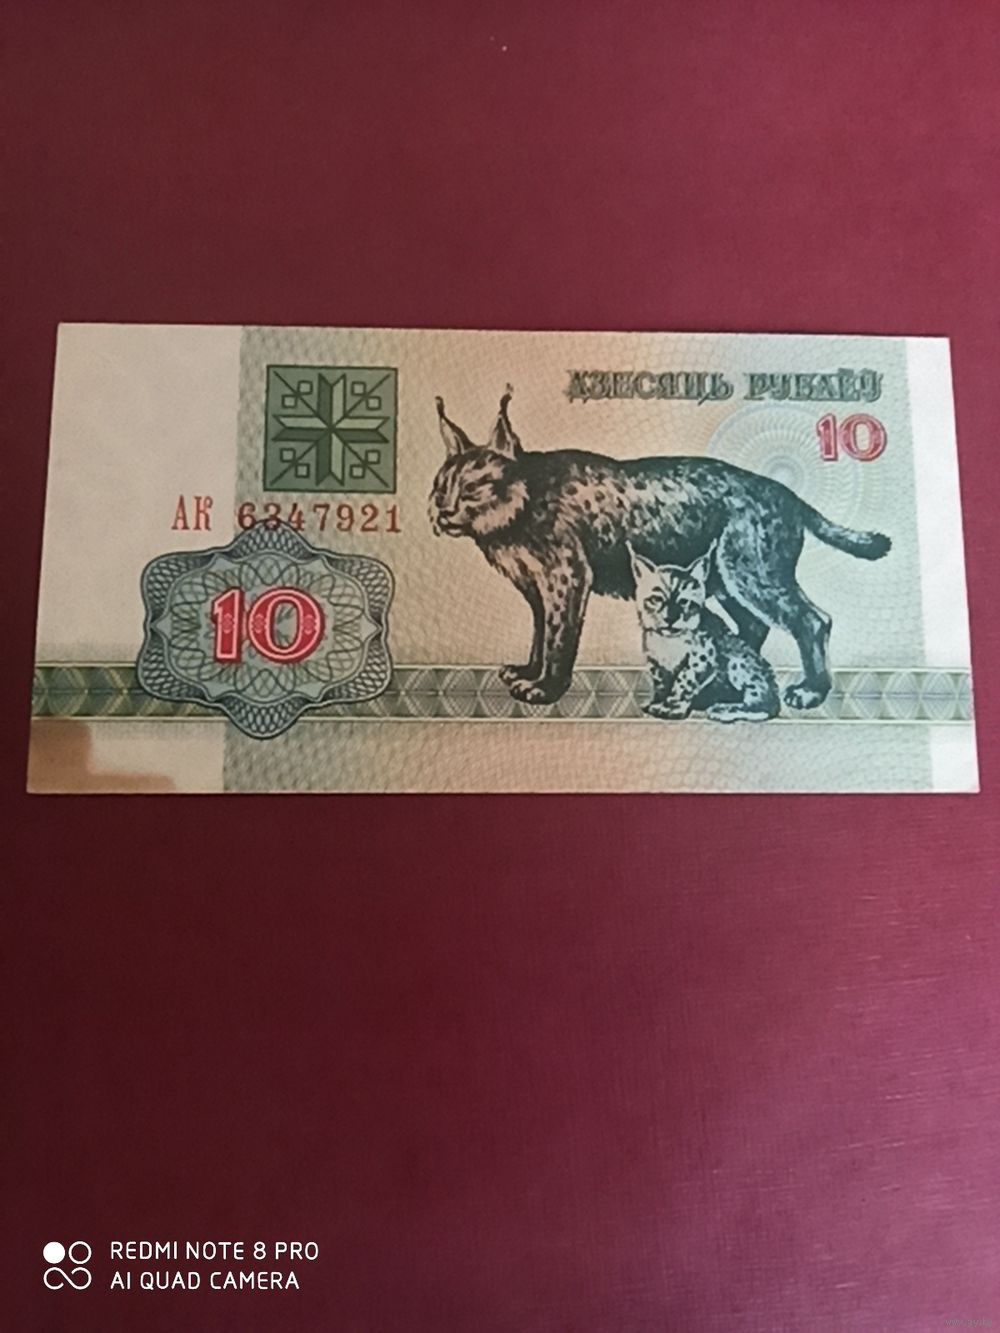 ДЗЕСЯЦЬ РУБЛЁЎ
10
АК 6347921
10
REDMI NOTE 8 PRO
AI QUAD CAMERA